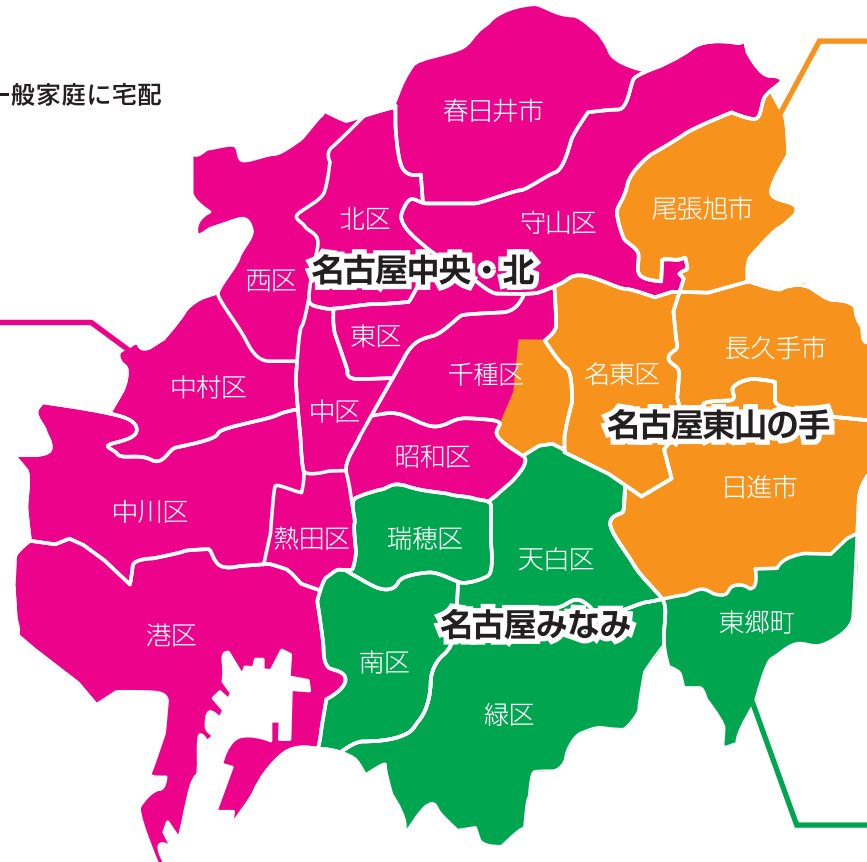 一般家庭に宅配
春日井市
尾張旭市
北区
守山区
名古屋中央・北
西区
東区
長久手市
千種区
名東区
中村区
中区
名古屋東山の手
昭和区
日進市
中川区
熱田区
瑞穂区
天白区
名古屋みなみ
東郷町
港区
南区
緑区